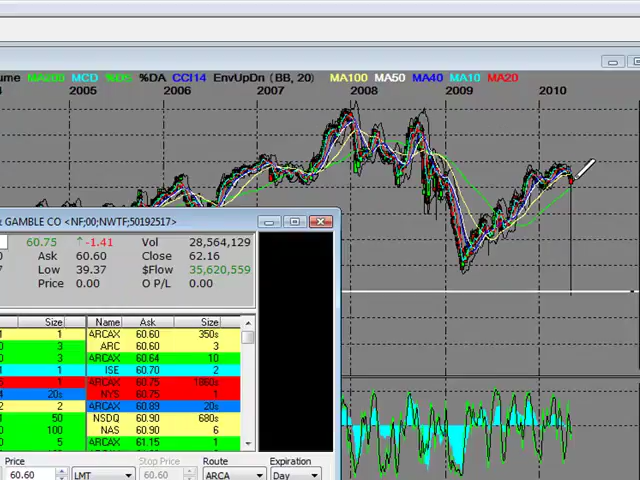 ume MA200 MCD WOS %DA CCI14 EnvUpDn (BB, 20) MA100 MA50 MA40 MA10 MA20
2005 2006 2007 2008 2009 2010
GAMBLE CO <NF;00;NWTF;50192517>
60.75 ↑ -1.41 Vol 28,564,129
Ask 60.60 Close 62.16
Low 39.37 $Flow 35,620,559
Price 0.00 O P/L 0.00
Size Name Ask Size
1 ARCAX 60.60 350s
3 ARC 60.60 3
3 ARCAX 60.64 10
1 ISE 60.70 2
1 ARCAX 60.75 1860s
20s NYS 60.75 1
2 ARCAX 60.89 20s
50 NSDQ 60.90 680s
100 NAS 60.90 6
5 ARCAX 61.15 1
Price Stop Price Route Expiration
60.60 LMT 60.60 ARCA Day